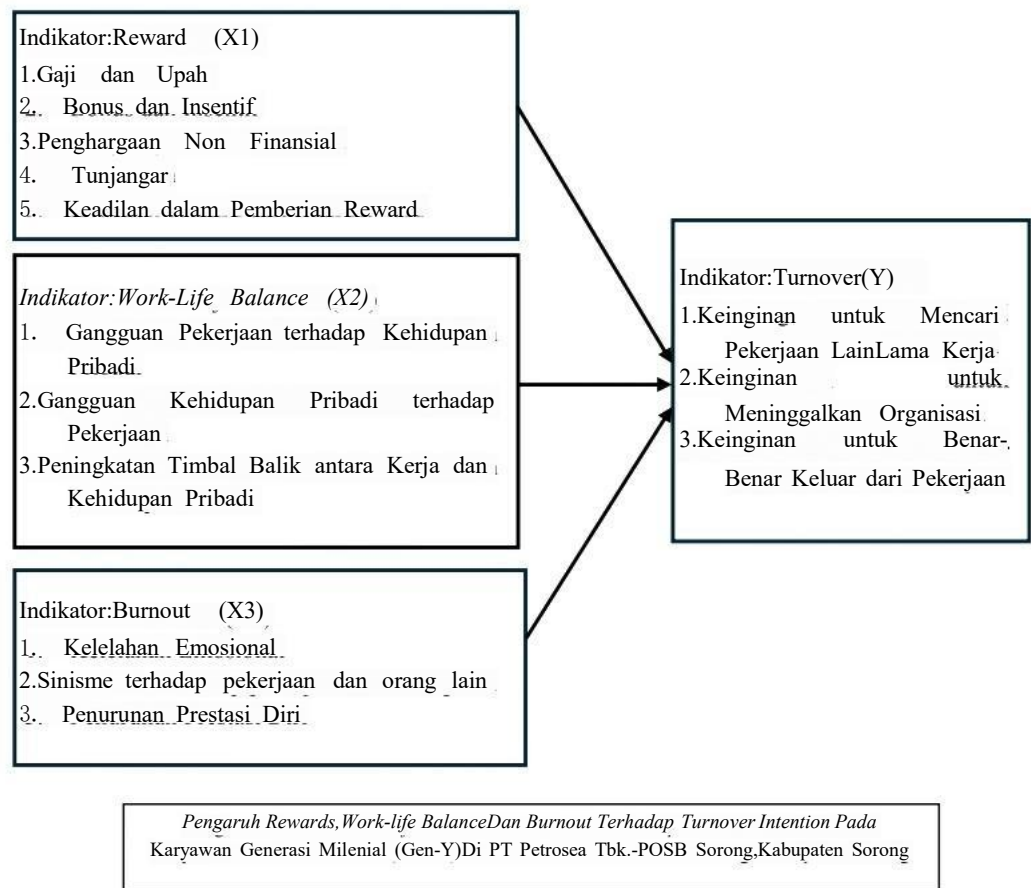 Indikator:Reward (X1)
1.Gaji dan Upah
2. Bonus dan Insentif
3.Penghargaan Non Finansial
4. Tunjangar
5. Keadilan dalam Pemberian Reward
Indikator:Work-Life Balance (X2)
1. Gangguan Pekerjaan terhadap Kehidupan
Pribadi
2.Gangguan Kehidupan Pribadi terhadap
Pekerjaan
3.Peningkatan Timbal Balik antara Kerja dan
Kehidupan Pribadi
Indikator:Burnout (X3)
1. Kelelahan Emosional
2.Sinisme terhadap pekerjaan dan orang lain
3. Penurunan Prestasi Diri
Indikator:Turnover(Y)
1.Keinginan untuk Mencari
Pekerjaan LainLama Kerja
2.Keinginan untuk
Meninggalkan Organisasi
3.Keinginan untuk Benar-
Benar Keluar dari Pekerjaan
Pengaruh Rewards,Work-life BalanceDan Burnout Terhadap Turnover Intention Pada
Karyawan Generasi Milenial (Gen-Y)Di PT Petrosea Tbk.-POSB Sorong,Kabupaten Sorong